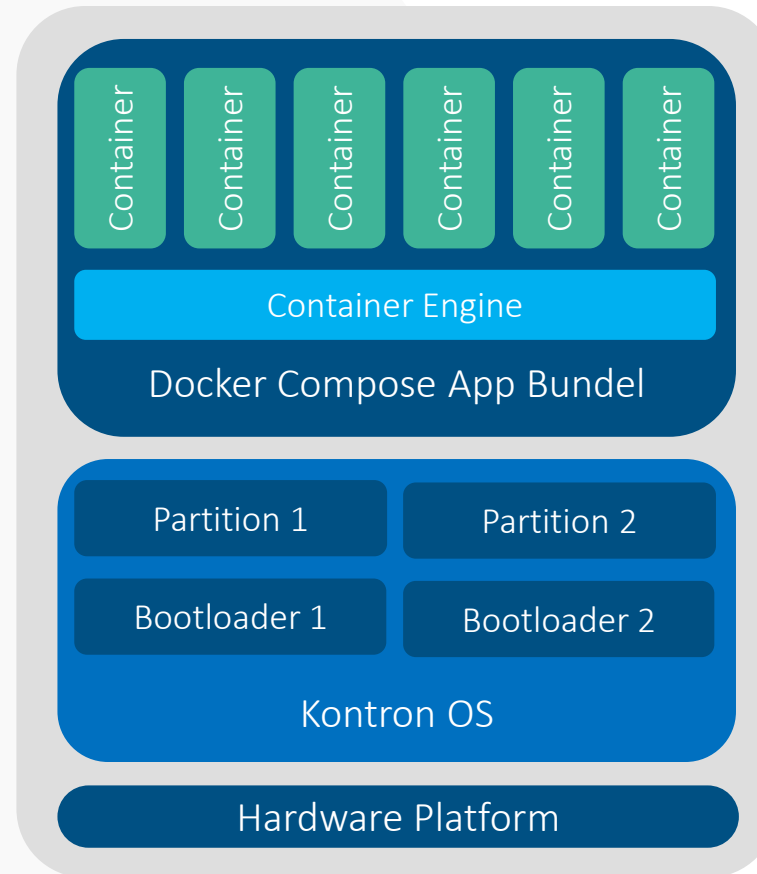 Container
Container
Container
Container
Container
Container
Container Engine
Docker Compose App Bundel
Partition 1
Partition 2
Bootloader 1
Bootloader 2
Kontron OS
Hardware Platform